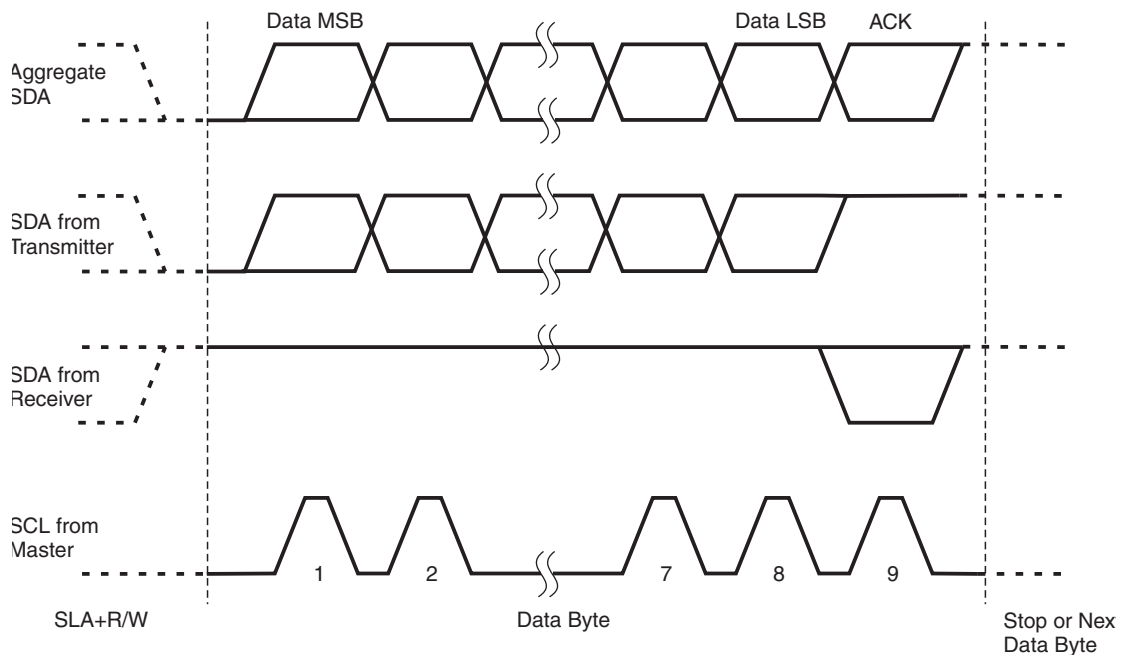 Data MSB
Data LSB
ACK
Aggregate
SDA
SDA from
Transmitter
SDA from
Receiver
SCL from
Master
1
2
7
8
9
SLA+R/W
Data Byte
Stop or Nex
Data Byte